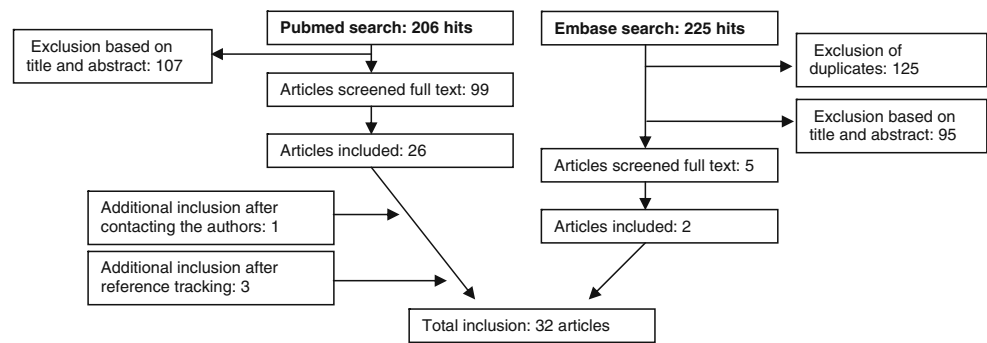 Pubmed search: 206 hits
Exclusion based on
title and abstract: 107
Articles screened full text: 99
Articles included: 26
Additional inclusion after
contacting the authors: 1
Additional inclusion after
reference tracking: 3
Embase search: 225 hits
Exclusion of
duplicates: 125
Exclusion based on
title and abstract: 95
Articles screened full text: 5
Articles included: 2
Total inclusion: 32 articles